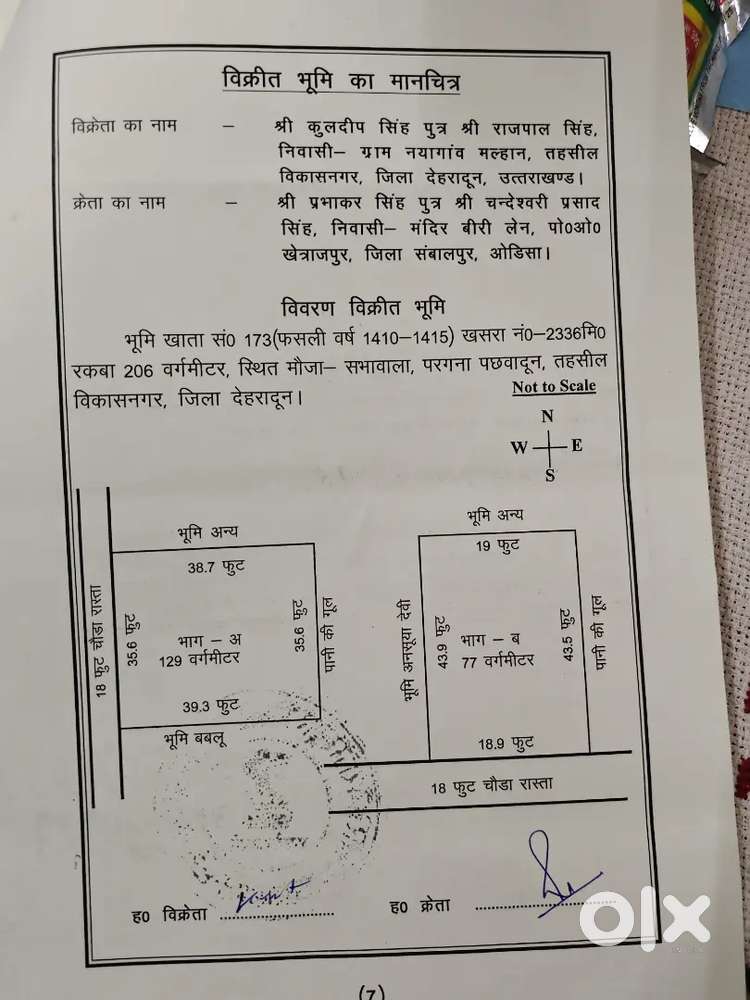 विक्रीत भूमि का मानचित्र
विक्रेता का नाम – श्री कुलदीप सिंह पुत्र श्री राजपाल सिंह,
निवासी– ग्राम नयागांव मल्हान, तहसील
विकासनगर, जिला देहरादून, उत्तराखण्ड।
क्रेता का नाम – श्री प्रभाकर सिंह पुत्र श्री चन्देश्वरी प्रसाद
सिंह, निवासी– मंदिर बीरी लेन, पो0ओ0
खेत्राजपुर, जिला संबालपुर, ओडिसा।
विवरण विक्रीत भूमि
भूमि खाता सं0 173(फसली वर्ष 1410–1415) खसरा नं0–2336मि0
रकबा 206 वर्गमीटर, स्थित मौजा– सभावाला, परगना पछवादून, तहसील
विकासनगर, जिला देहरादून।
Not to Scale
N
W E
S
भूमि अन्य
38.7 फुट
18 फुट चौडा रास्ता
35.6 फुट
भाग – अ
129 वर्गमीटर
35.6 फुट
पानी की गूल
39.3 फुट
भूमि बबलू
भूमि अन्य
19 फुट
भूमि अनसूया देवी
43.9 फुट
भाग – ब
77 वर्गमीटर
43.5 फुट
पानी की गूल
18.9 फुट
18 फुट चौडा रास्ता
ह0 विक्रेता
ह0 क्रेता
olx
(7)